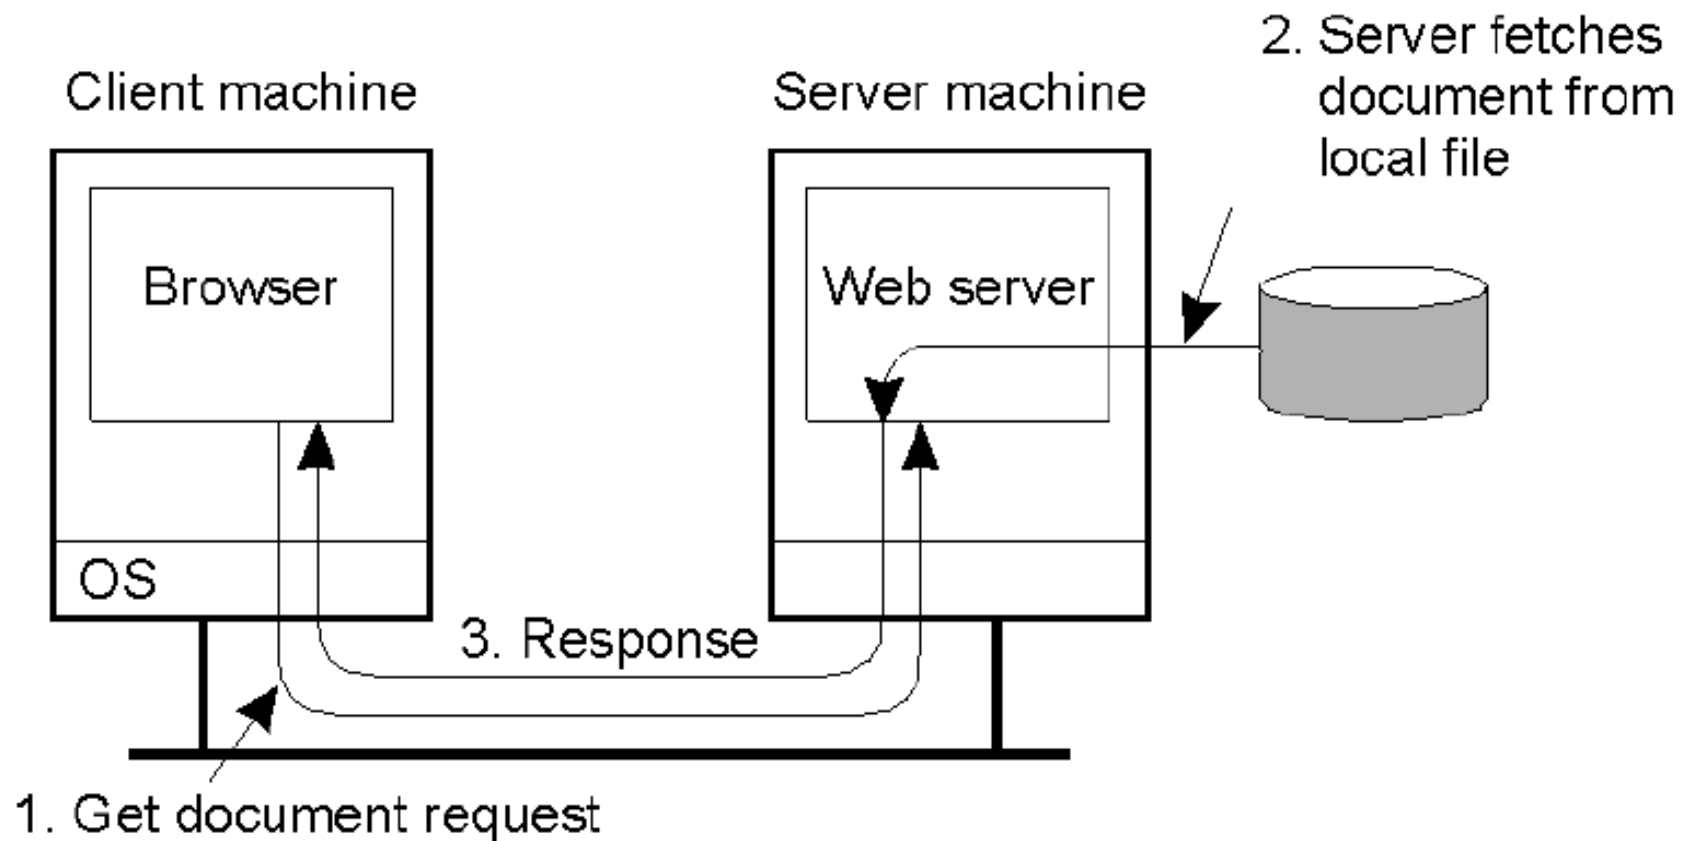 2. Server fetches
document from
local file
Client machine
Server machine
Browser
Web server
OS
3. Response
1. Get document request